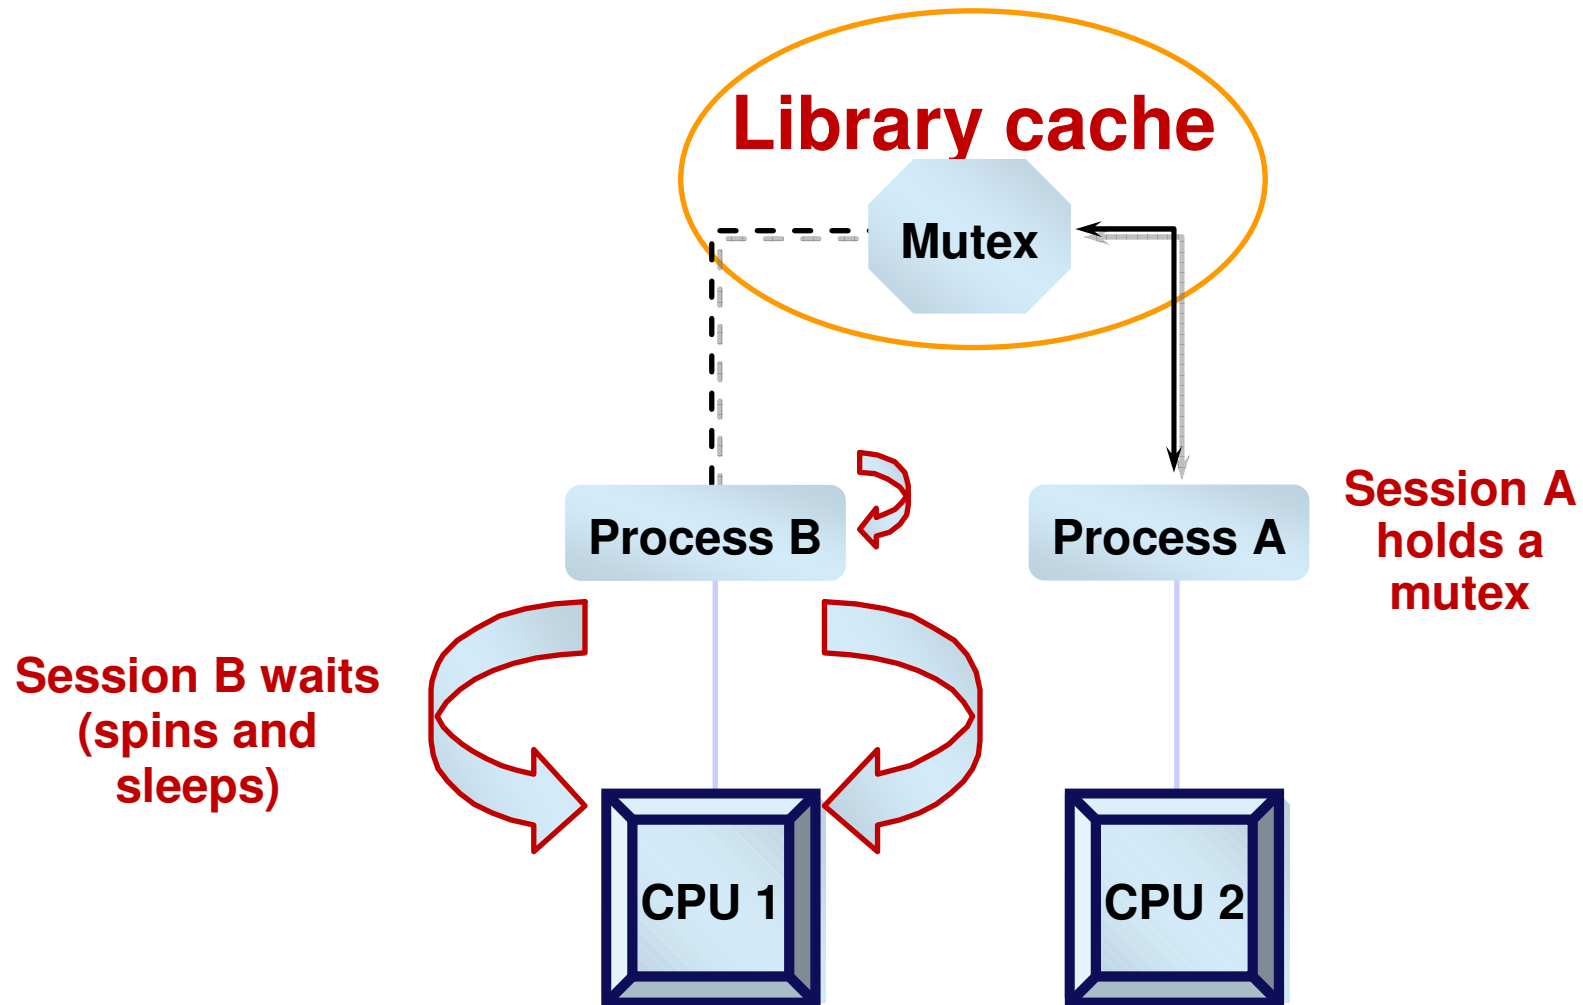 Library cache
Mutex
Process B
Process A
Session A
holds a
mutex
Session B waits
(spins and
sleeps)
CPU 1
CPU 2